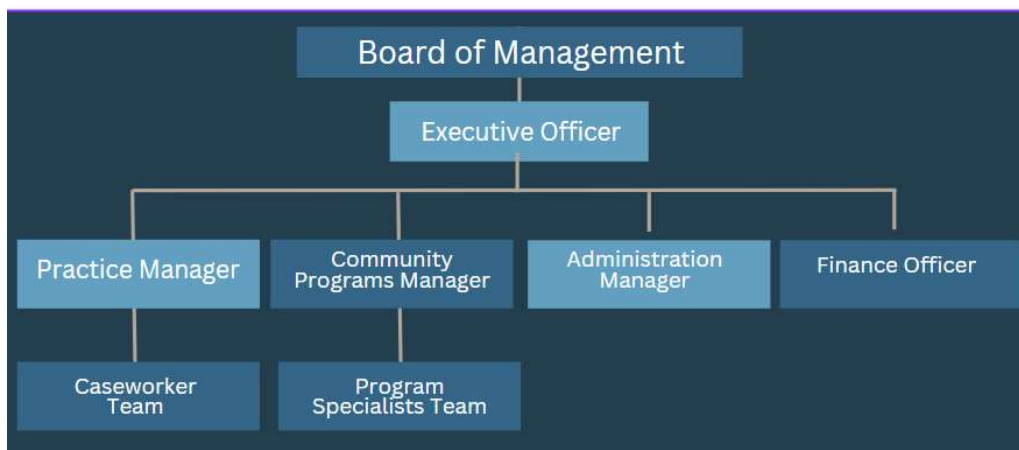 Board of Management
Executive Officer
Practice Manager
Community
Programs Manager
Administration
Manager
Finance Officer
Caseworker
Team
Program
Specialists Team